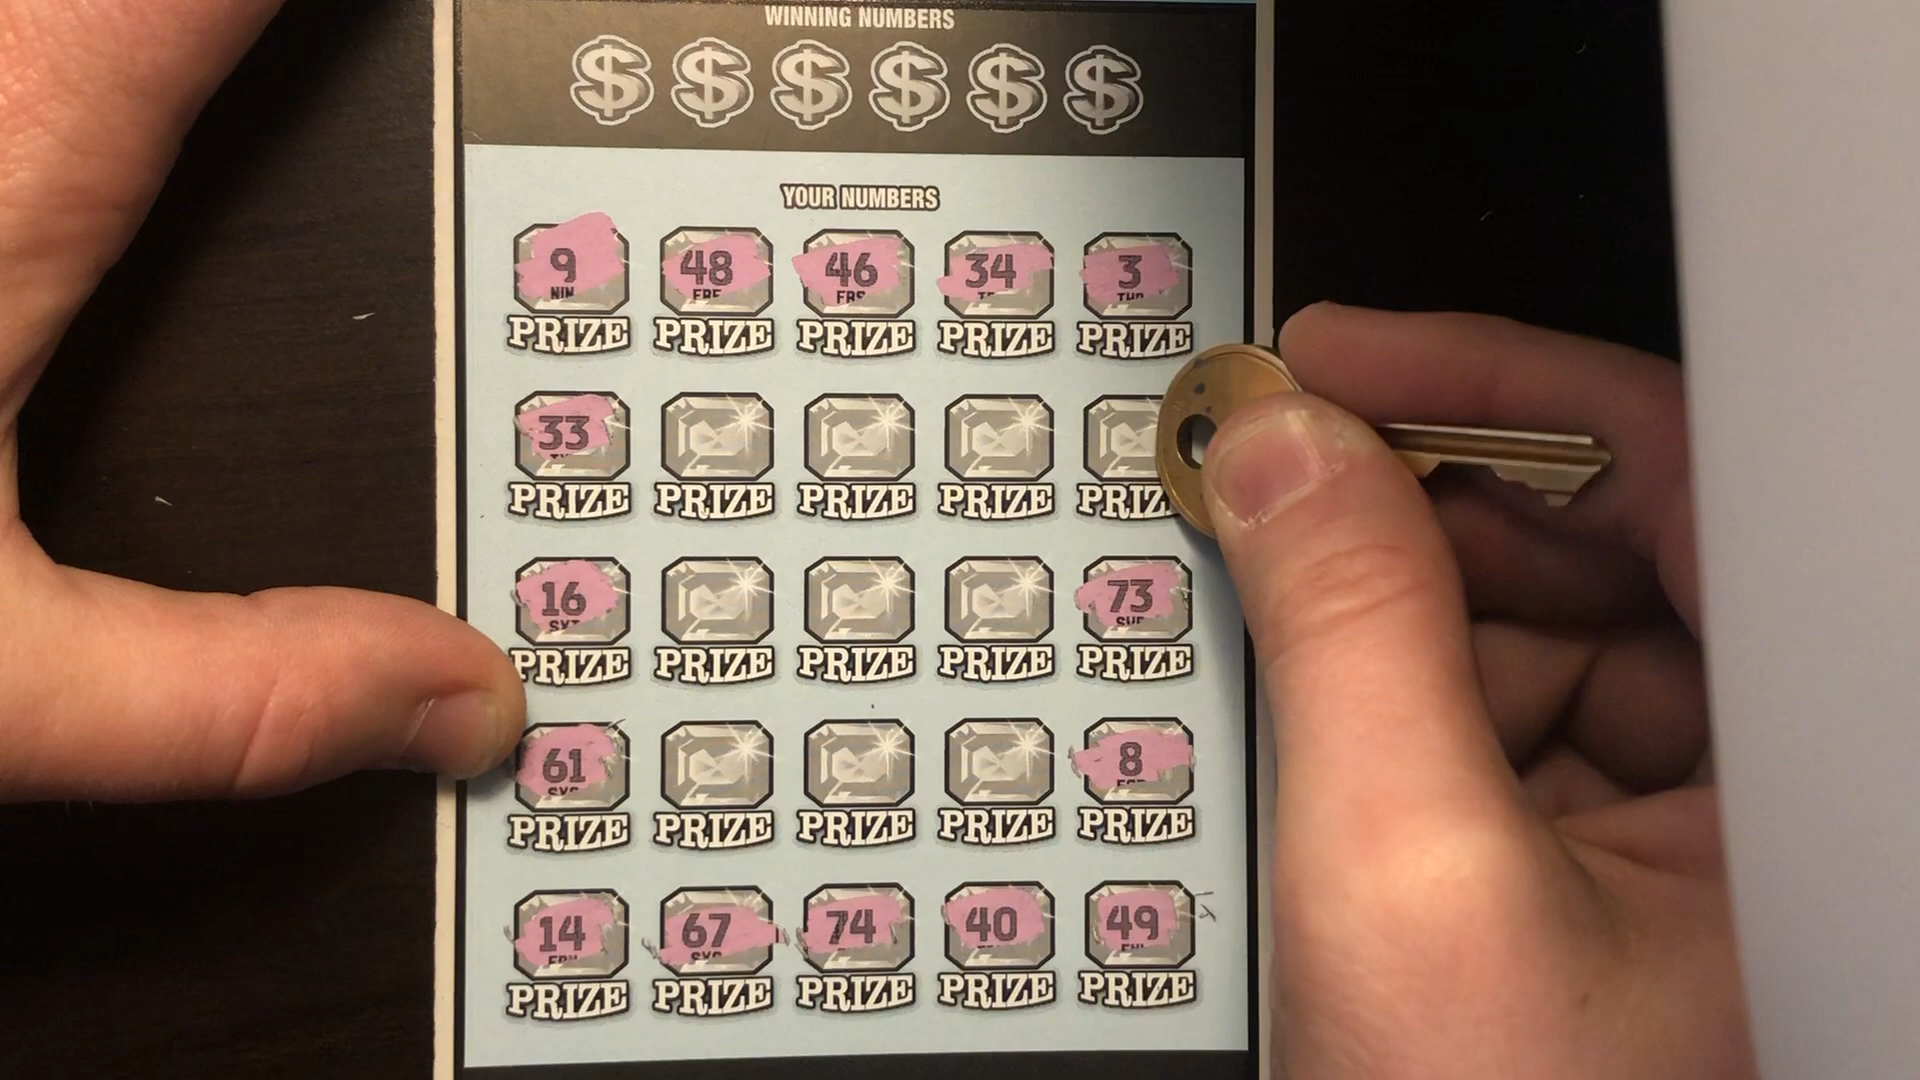 WINNING NUMBERS
$ $ $ $ $ $
YOUR NUMBERS
9 48 46 34 3
NIN
PRIZE PRIZE PRIZE PRIZE PRIZE
33
PRIZE PRIZE PRIZE PRIZE PRIZE
16 73
PRIZE PRIZE PRIZE PRIZE PRIZE
61 8
PRIZE PRIZE PRIZE PRIZE PRIZE
14 67 74 40 49
PRIZE PRIZE PRIZE PRIZE PRIZE